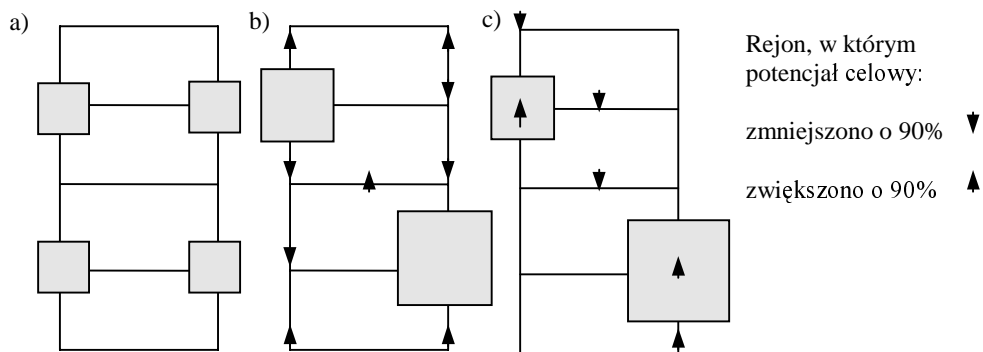 a)
b)
c)
Rejon, w którym
potencjał celowy:
zmniejszono o 90%
zwiększono o 90%